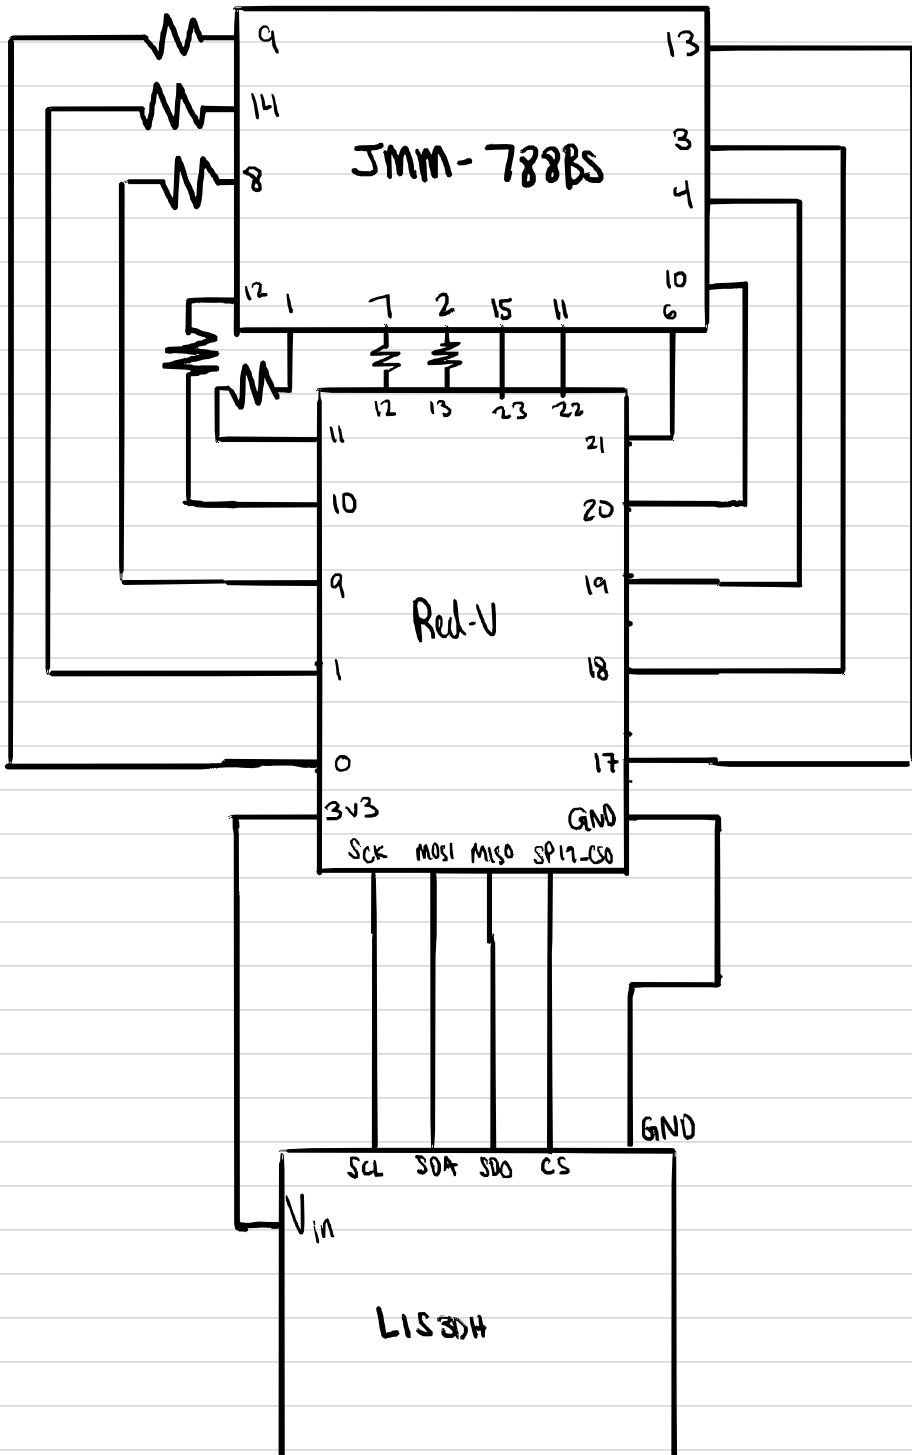 9 13
14
3
JMM-788BS
8
4
12 10
1 7 2 15 11 6
12 13 23 22
11 21
10 20
9 19
Red-V
1 18
0 17
3V3 GND
SCK MOSI MISO SPI1-CS0
GND
SCL SDA SDO CS
Vin
LIS3DH